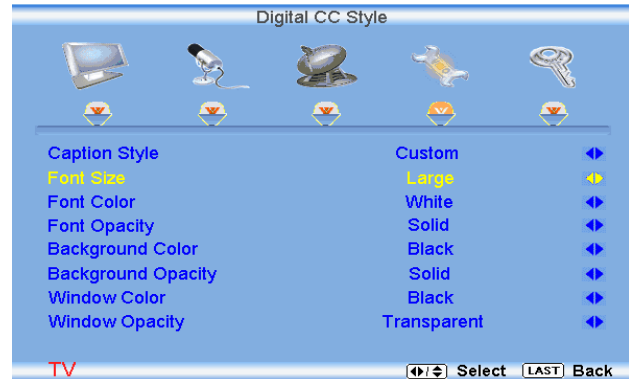 Digital CC Style
Caption Style Custom
Font Size Large
Font Color White
Font Opacity Solid
Background Color Black
Background Opacity Solid
Window Color Black
Window Opacity Transparent
TV Select LAST Back